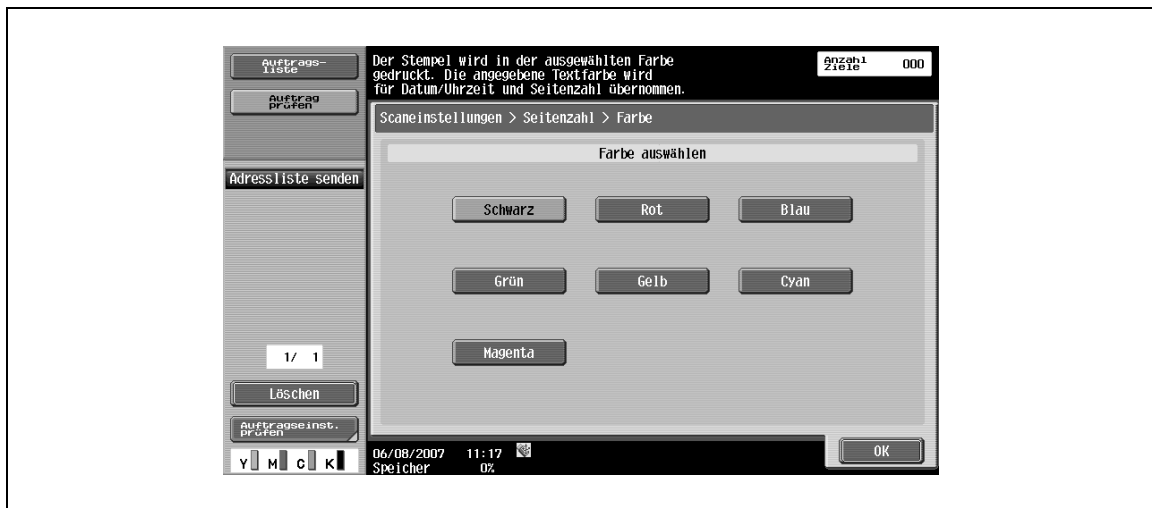 Auftrags-
liste
Auftrag
prüfen
Der Stempel wird in der ausgewählten Farbe
gedruckt. Die angegebene Textfarbe wird
für Datum/Uhrzeit und Seitenzahl übernommen.
Anzahl
Ziele
000
Scaneinstellungen > Seitenzahl > Farbe
Farbe auswählen
Adressliste senden
Schwarz
Rot
Blau
Grün
Gelb
Cyan
Magenta
1/ 1
Löschen
Auftragseinst.
prüfen
Y M C K
06/08/2007 11:17
Speicher 0%
OK